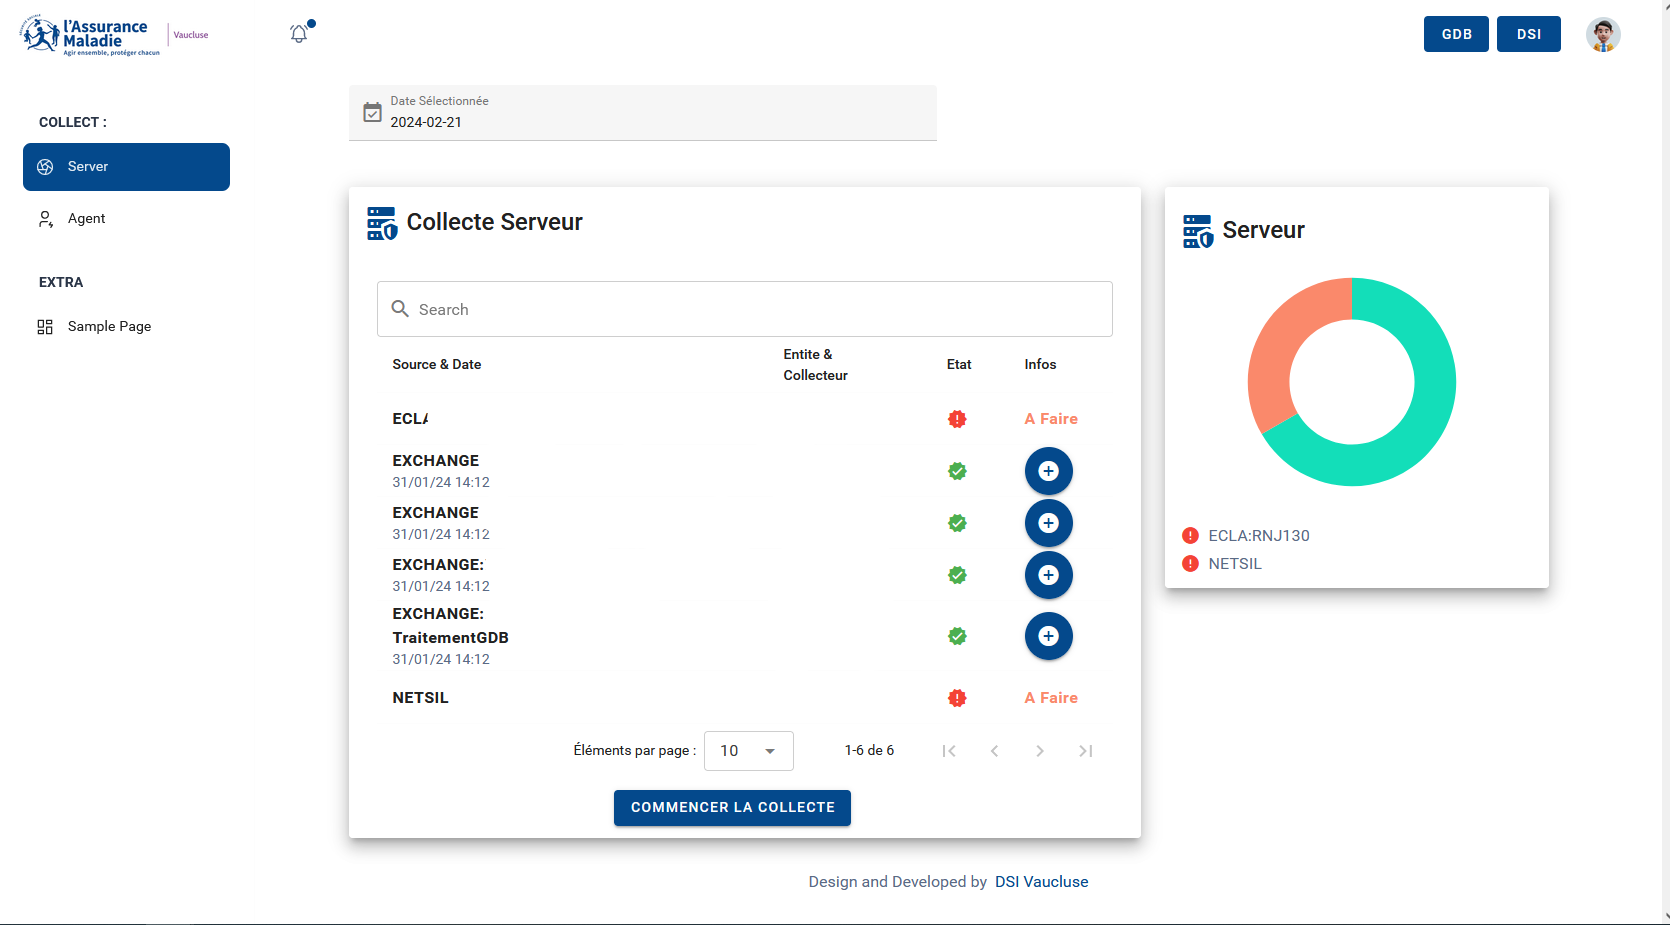 l'Assurance
Maladie
Agir ensemble, protéger chacun
Vaucluse
GDB
DSI
Date Sélectionnée
2024-02-21
COLLECT :
Server
Agent
EXTRA
Sample Page
Collecte Serveur
Search
Source & Date
Entite &
Collecteur
Etat
Infos
ECLA
A Faire
EXCHANGE
31/01/24 14:12
EXCHANGE
31/01/24 14:12
EXCHANGE:
31/01/24 14:12
EXCHANGE:
TraitementGDB
31/01/24 14:12
NETSIL
A Faire
Éléments par page :
10
1-6 de 6
COMMENCER LA COLLECTE
Serveur
ECLA:RNJ130
NETSIL
Design and Developed by DSI Vaucluse